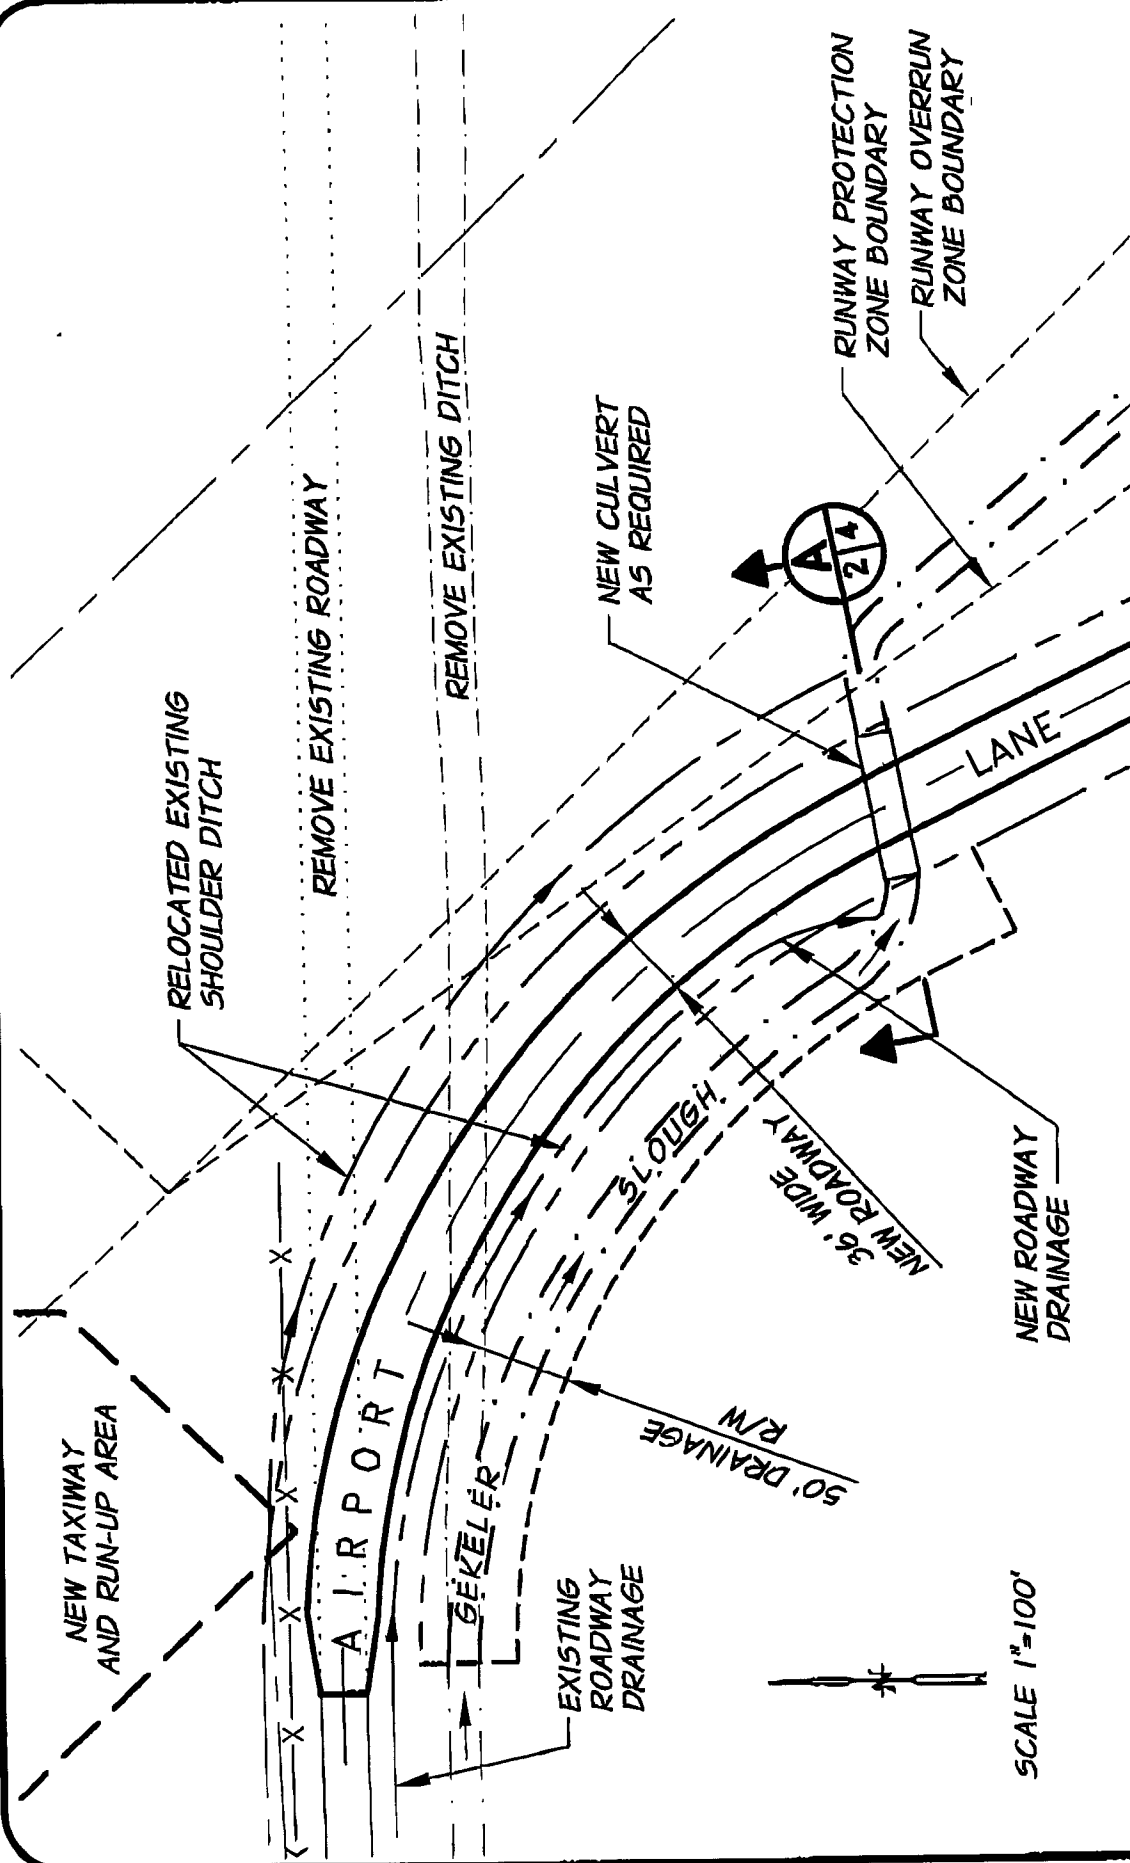 NEW TAXIWAY
AND RUN-UP AREA
RELOCATED EXISTING
SHOULDER DITCH
REMOVE EXISTING ROADWAY
REMOVE EXISTING DITCH
NEW CULVERT
AS REQUIRED
RUNWAY PROTECTION
ZONE BOUNDARY
RUNWAY OVERRUN
ZONE BOUNDARY
A
2 4
AIRPORT
LANE
GEKELER
SLOUGH
36' WIDE
NEW ROADWAY
50' DRAINAGE
R/W
EXISTING
ROADWAY
DRAINAGE
NEW ROADWAY
DRAINAGE
SCALE 1"=100'